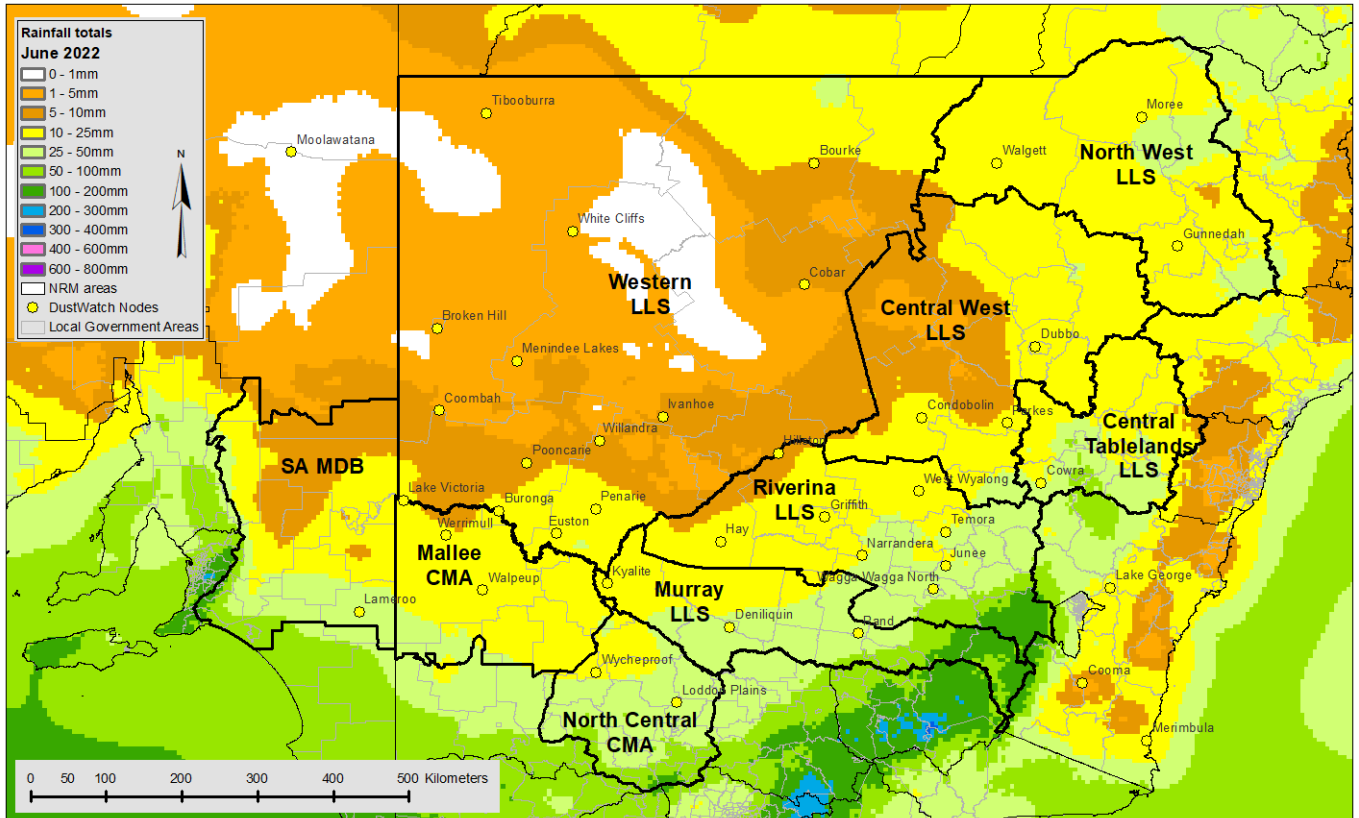 Rainfall totals
June 2022
0 - 1mm
1 - 5mm
5 - 10mm
10 - 25mm
25 - 50mm
50 - 100mm
100 - 200mm
200 - 300mm
300 - 400mm
400 - 600mm
600 - 800mm
NRM areas
DustWatch Nodes
Local Government Areas
N
Tibooburra
Moolawatana
Moree
Bourke
Walgett
North West
LLS
White Cliffs
Gunnedah
Western
LLS
Cobar
Central West
LLS
Broken Hill
Dubbo
Menindee Lakes
Coombah
Ivanhoe
Condobolin
Parkes
Central
Tablelands
LLS
Willandra
Hillston
Pooncarie
SA MDB
Cowra
Lake Victoria
Buronga
Penarie
Riverina
LLS
West Wyalong
Griffith
Werrimull
Euston
Hay
Temora
Mallee
CMA
Narrandera
Junee
Walpeup
Kyalite
Murray
LLS
Wagga Wagga North
Lake George
Lameroo
Deniliquin
Rand
Wycheproof
Cooma
Loddon Plains
North Central
CMA
Merimbula
0 50 100 200 300 400 500 Kilometers